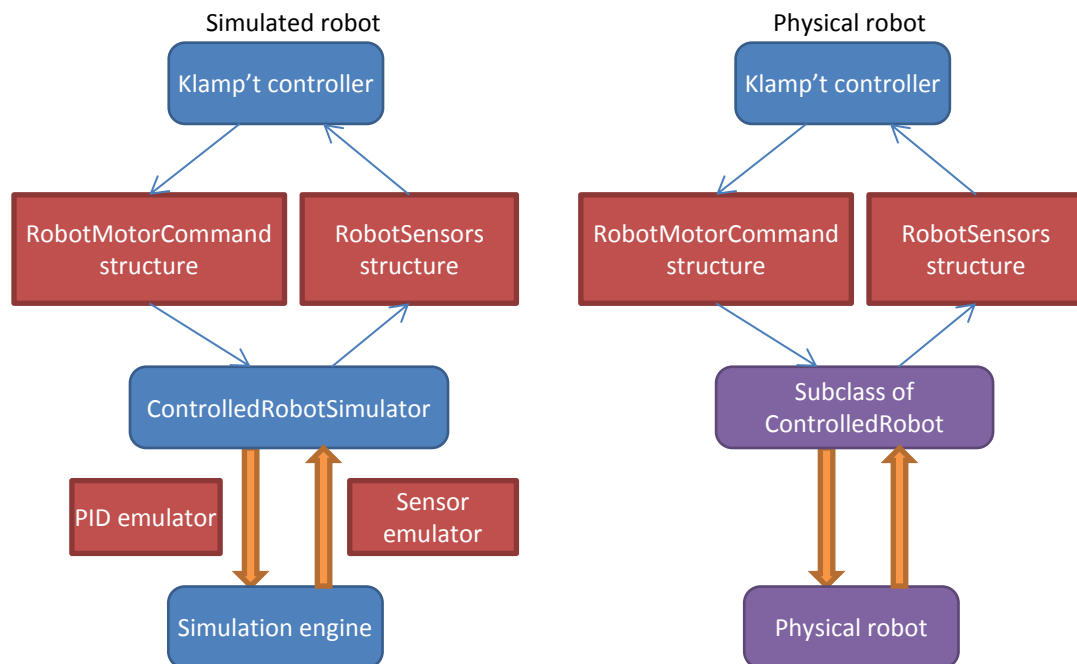 Simulated robot
Klamp’t controller
RobotMotorCommand
structure
RobotSensors
structure
ControlledRobotSimulator
PID emulator
Sensor
emulator
Simulation engine
Physical robot
Klamp’t controller
RobotMotorCommand
structure
RobotSensors
structure
Subclass of
ControlledRobot
Physical robot